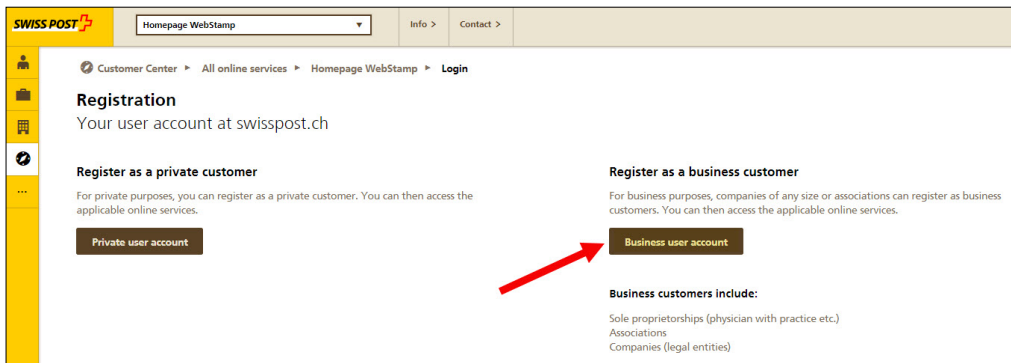 SWISS POST
Homepage WebStamp
Info >
Contact >
Customer Center ► All online services ► Homepage WebStamp ► Login
Registration
Your user account at swisspost.ch
Register as a private customer
For private purposes, you can register as a private customer. You can then access the
applicable online services.
Private user account
Register as a business customer
For business purposes, companies of any size or associations can register as business
customers. You can then access the applicable online services.
Business user account
Business customers include:
Sole proprietorships (physician with practice etc.)
Associations
Companies (legal entities)
...